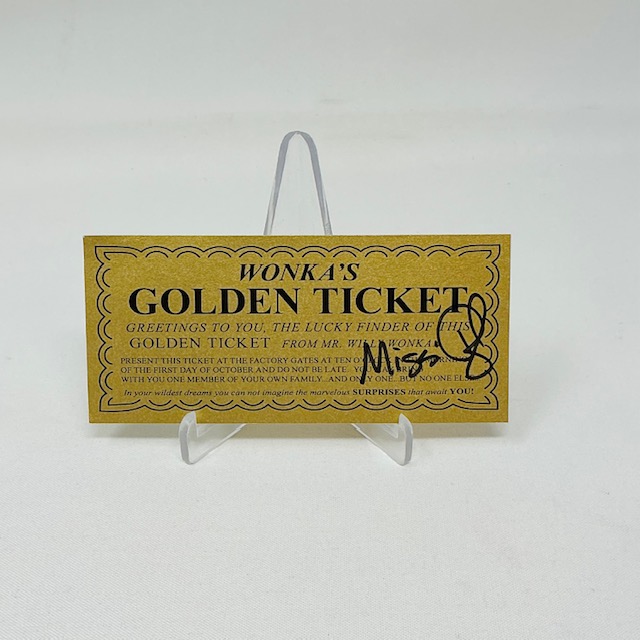 WONKA'S
GOLDEN TICKET
GREETINGS TO YOU, THE LUCKY FINDER OF THIS
GOLDEN TICKET FROM MR. WILLY WONKA
PRESENT THIS TICKET AT THE FACTORY GATES AT TEN
OF THE FIRST DAY OF OCTOBER AND DO NOT BE LATE.
WITH YOU ONE MEMBER OF YOUR OWN FAMILY...AND ONLY ONE. BUT NO ONE ELSE
In your wildest dreams you can not imagine the marvelous SURPRISES that await YOU!